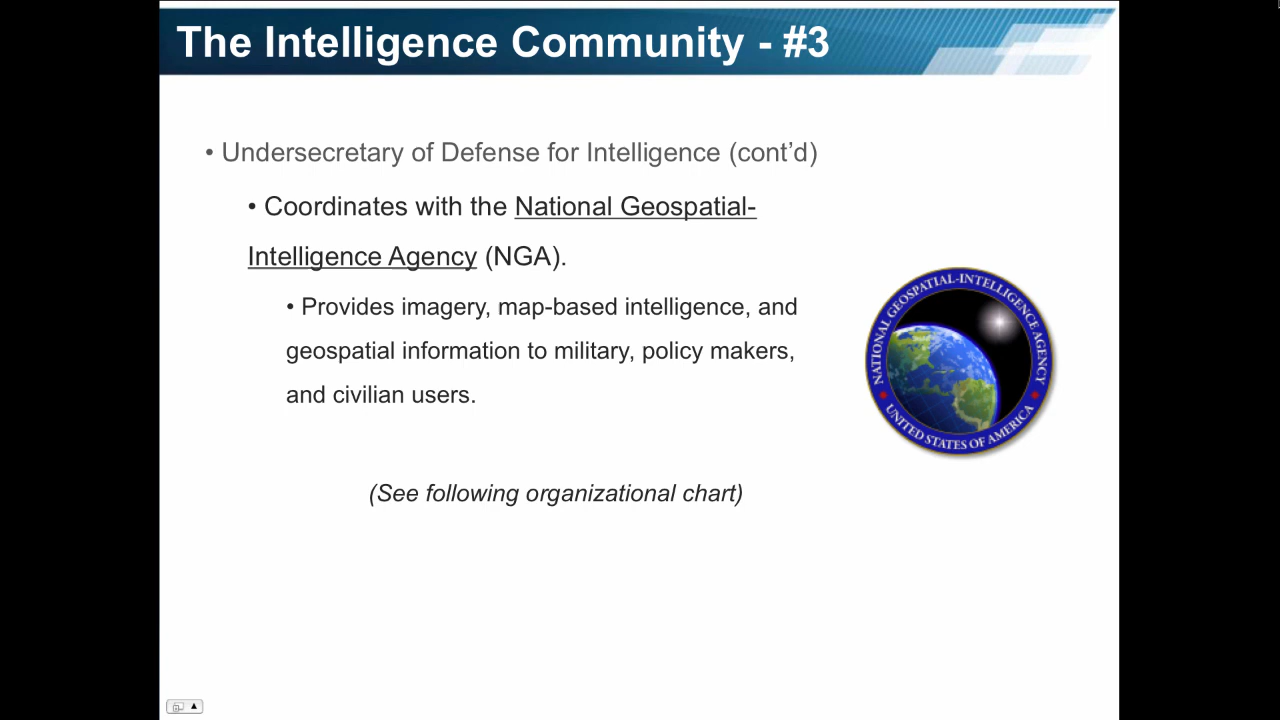 The Intelligence Community - #3
• Undersecretary of Defense for Intelligence (cont’d)
• Coordinates with the National Geospatial-
Intelligence Agency (NGA).
• Provides imagery, map-based intelligence, and
geospatial information to military, policy makers,
and civilian users.
NATIONAL GEOSPATIAL-INTELLIGENCE AGENCY
UNITED STATES OF AMERICA
(See following organizational chart)